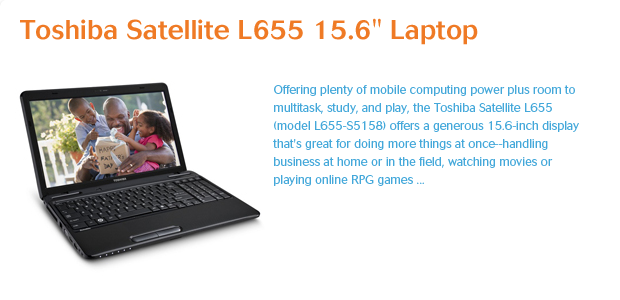 Toshiba Satellite L655 15.6" Laptop
Offering plenty of mobile computing power plus room to
multitask, study, and play, the Toshiba Satellite L655
(model L655-S5158) offers a generous 15.6-inch display
that's great for doing more things at once--handling
business at home or in the field, watching movies or
playing online RPG games ...
TOSHIBA